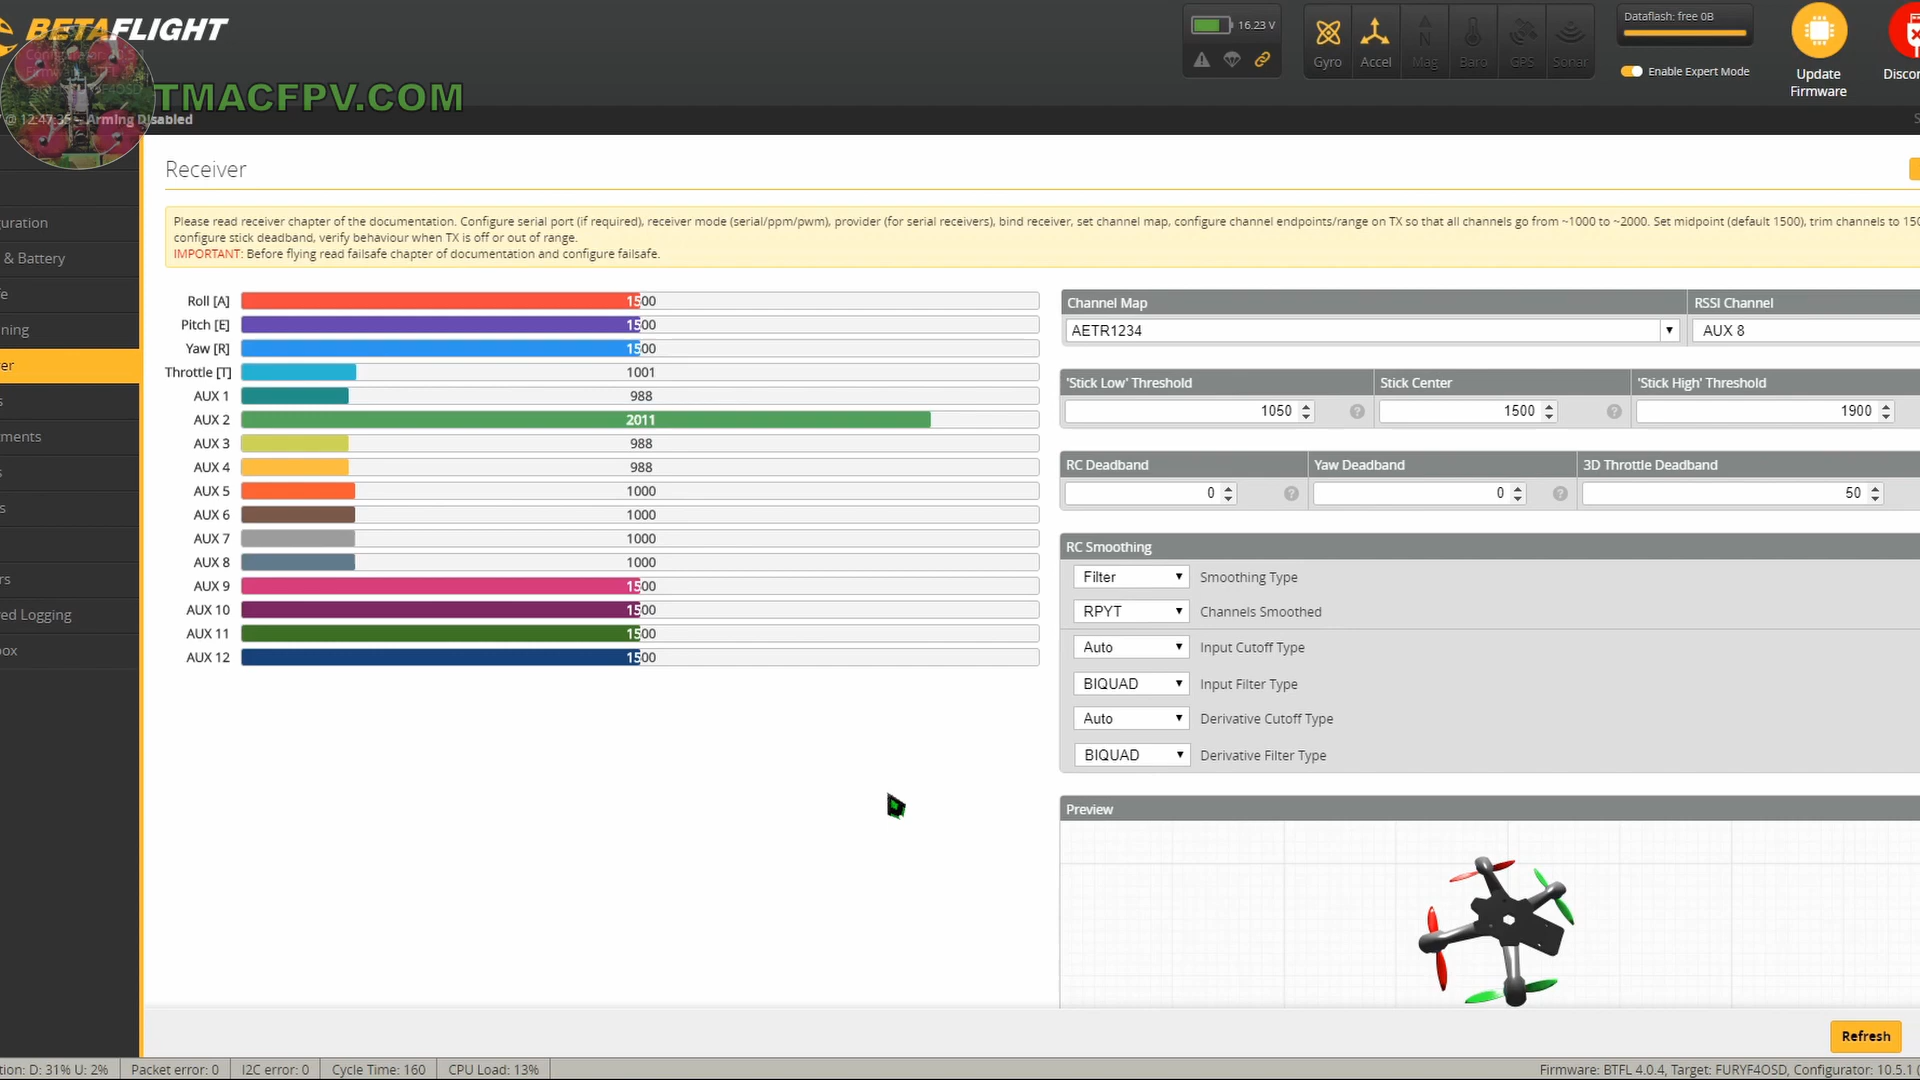 BETAFLIGHT
TMACFPV.COM
@ 12:47:35 -- Arming Disabled
16.23 V
Gyro
Accel
Mag
Baro
GPS
Sonar
Dataflash: free 0B
Enable Expert Mode
Update
Firmware
Discon
uration
& Battery
fe
ning
er
s
tments
s
s
rs
ed Logging
box
Receiver
Please read receiver chapter of the documentation. Configure serial port (if required), receiver mode (serial/ppm/pwm), provider (for serial receivers), bind receiver, set channel map, configure channel endpoints/range on TX so that all channels go from ~1000 to ~2000. Set midpoint (default 1500), trim channels to 150
configure stick deadband, verify behaviour when TX is off or out of range.
IMPORTANT: Before flying read failsafe chapter of documentation and configure failsafe.
Roll [A] 1500
Pitch [E] 1500
Yaw [R] 1500
Throttle [T] 1001
AUX 1 988
AUX 2 2011
AUX 3 988
AUX 4 988
AUX 5 1000
AUX 6 1000
AUX 7 1000
AUX 8 1000
AUX 9 1500
AUX 10 1500
AUX 11 1500
AUX 12 1500
Channel Map RSSI Channel
AETR1234 AUX 8
'Stick Low' Threshold Stick Center 'Stick High' Threshold
1050 1500 1900
RC Deadband Yaw Deadband 3D Throttle Deadband
0 0 50
RC Smoothing
Filter Smoothing Type
RPYT Channels Smoothed
Auto Input Cutoff Type
BIQUAD Input Filter Type
Auto Derivative Cutoff Type
BIQUAD Derivative Filter Type
Preview
Refresh
tion: D: 31% U: 2% Packet error: 0 I2C error: 0 Cycle Time: 160 CPU Load: 13% Firmware: BTFL 4.0.4, Target: FURYF4OSD, Configurator: 10.5.1 (